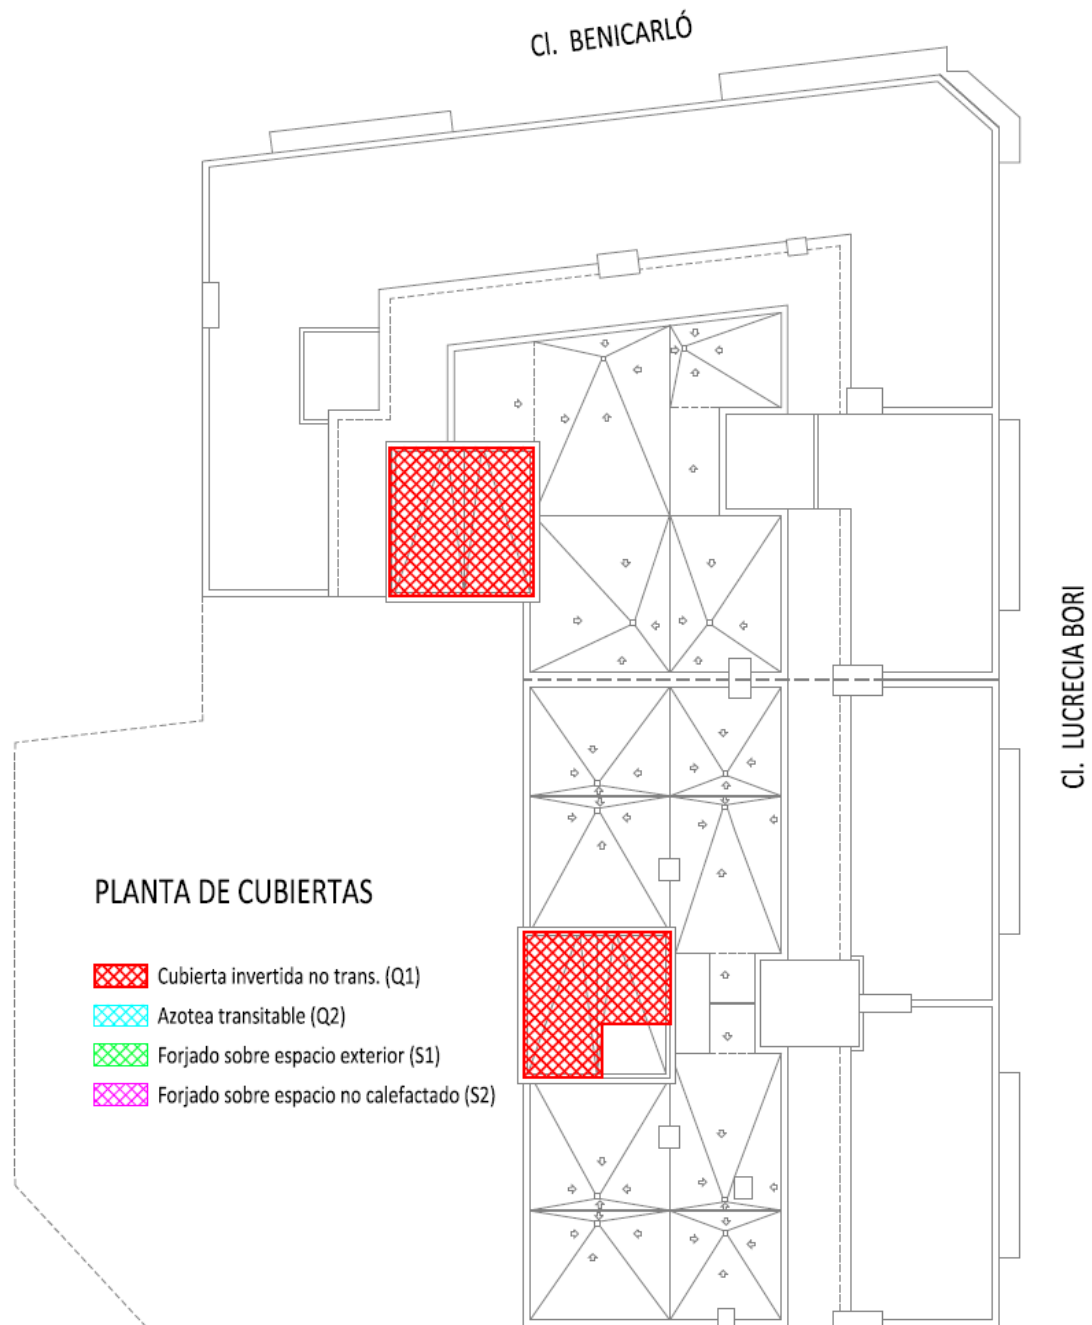 Cl. BENICARLÓ
Cl. LUCRECIA BORI
PLANTA DE CUBIERTAS
Cubierta invertida no trans. (Q1)
Azotea transitable (Q2)
Forjado sobre espacio exterior (S1)
Forjado sobre espacio no calefactado (S2)